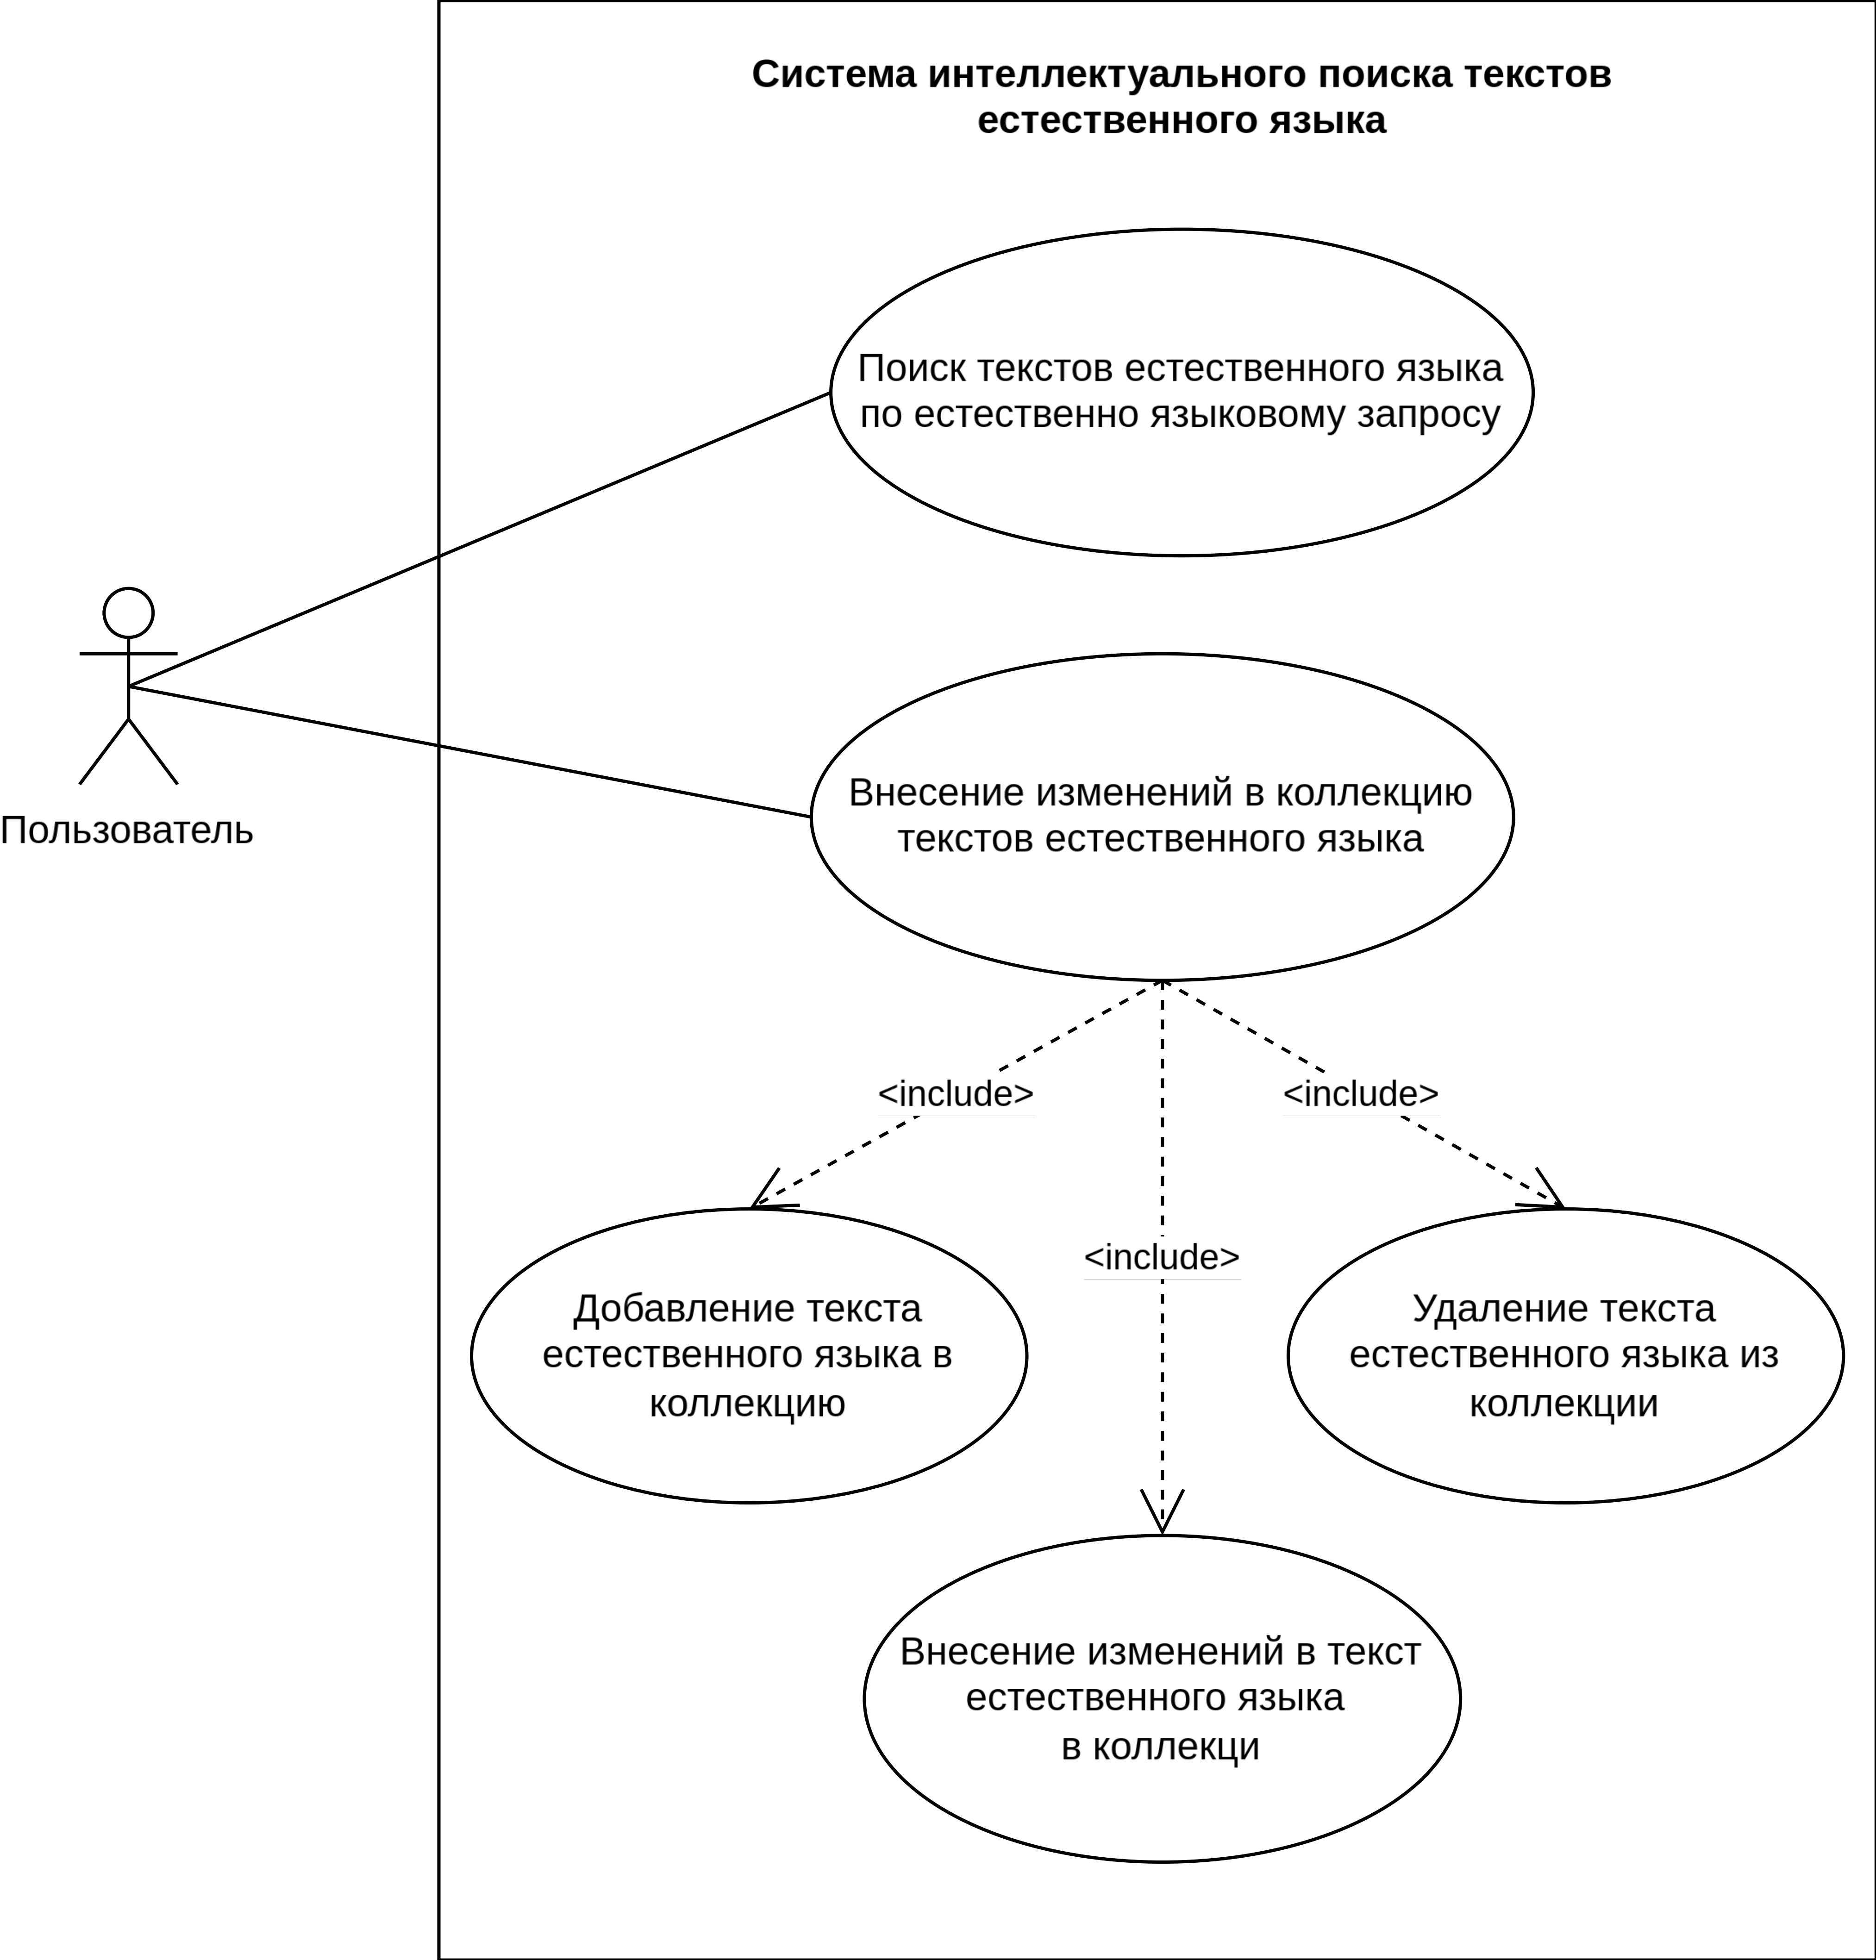 Система интеллектуального поиска текстов
естественного языка
Поиск текстов естественного языка
по естественно языковому запросу
Пользователь
Внесение изменений в коллекцию
текстов естественного языка
<include>
<include>
<include>
Добавление текста
естественного языка в
коллекцию
Удаление текста
естественного языка из
коллекции
Внесение изменений в текст
естественного языка
в коллекци